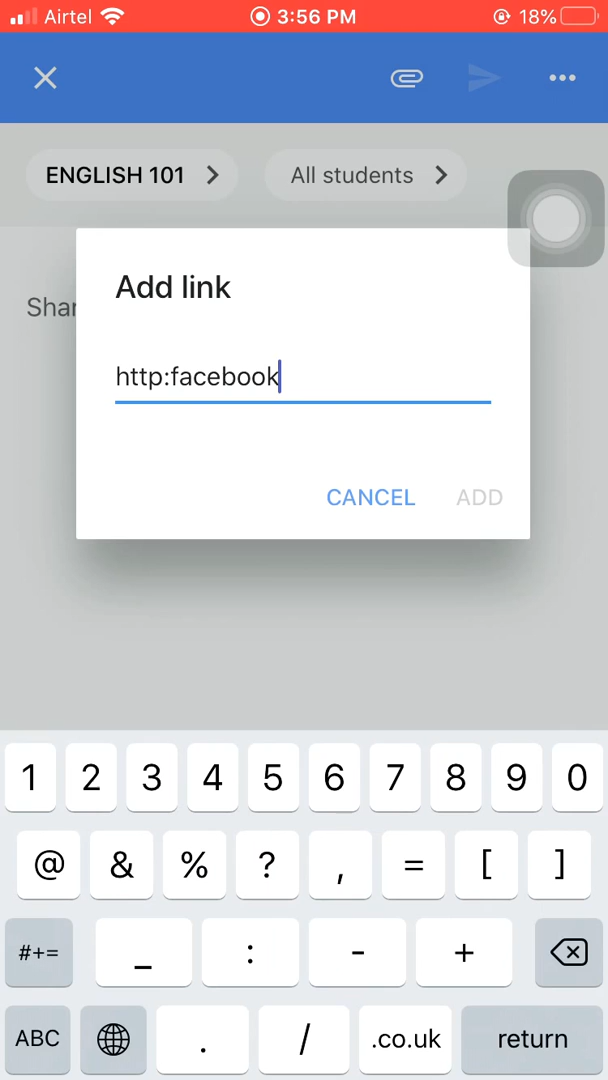 Airtel 3:56 PM 18%
ENGLISH 101 All students
Shar
Add link
http:facebook
CANCEL ADD
1 2 3 4 5 6 7 8 9 0
@ & % ? , = [ ]
#+= _ : - +
ABC . / .co.uk return